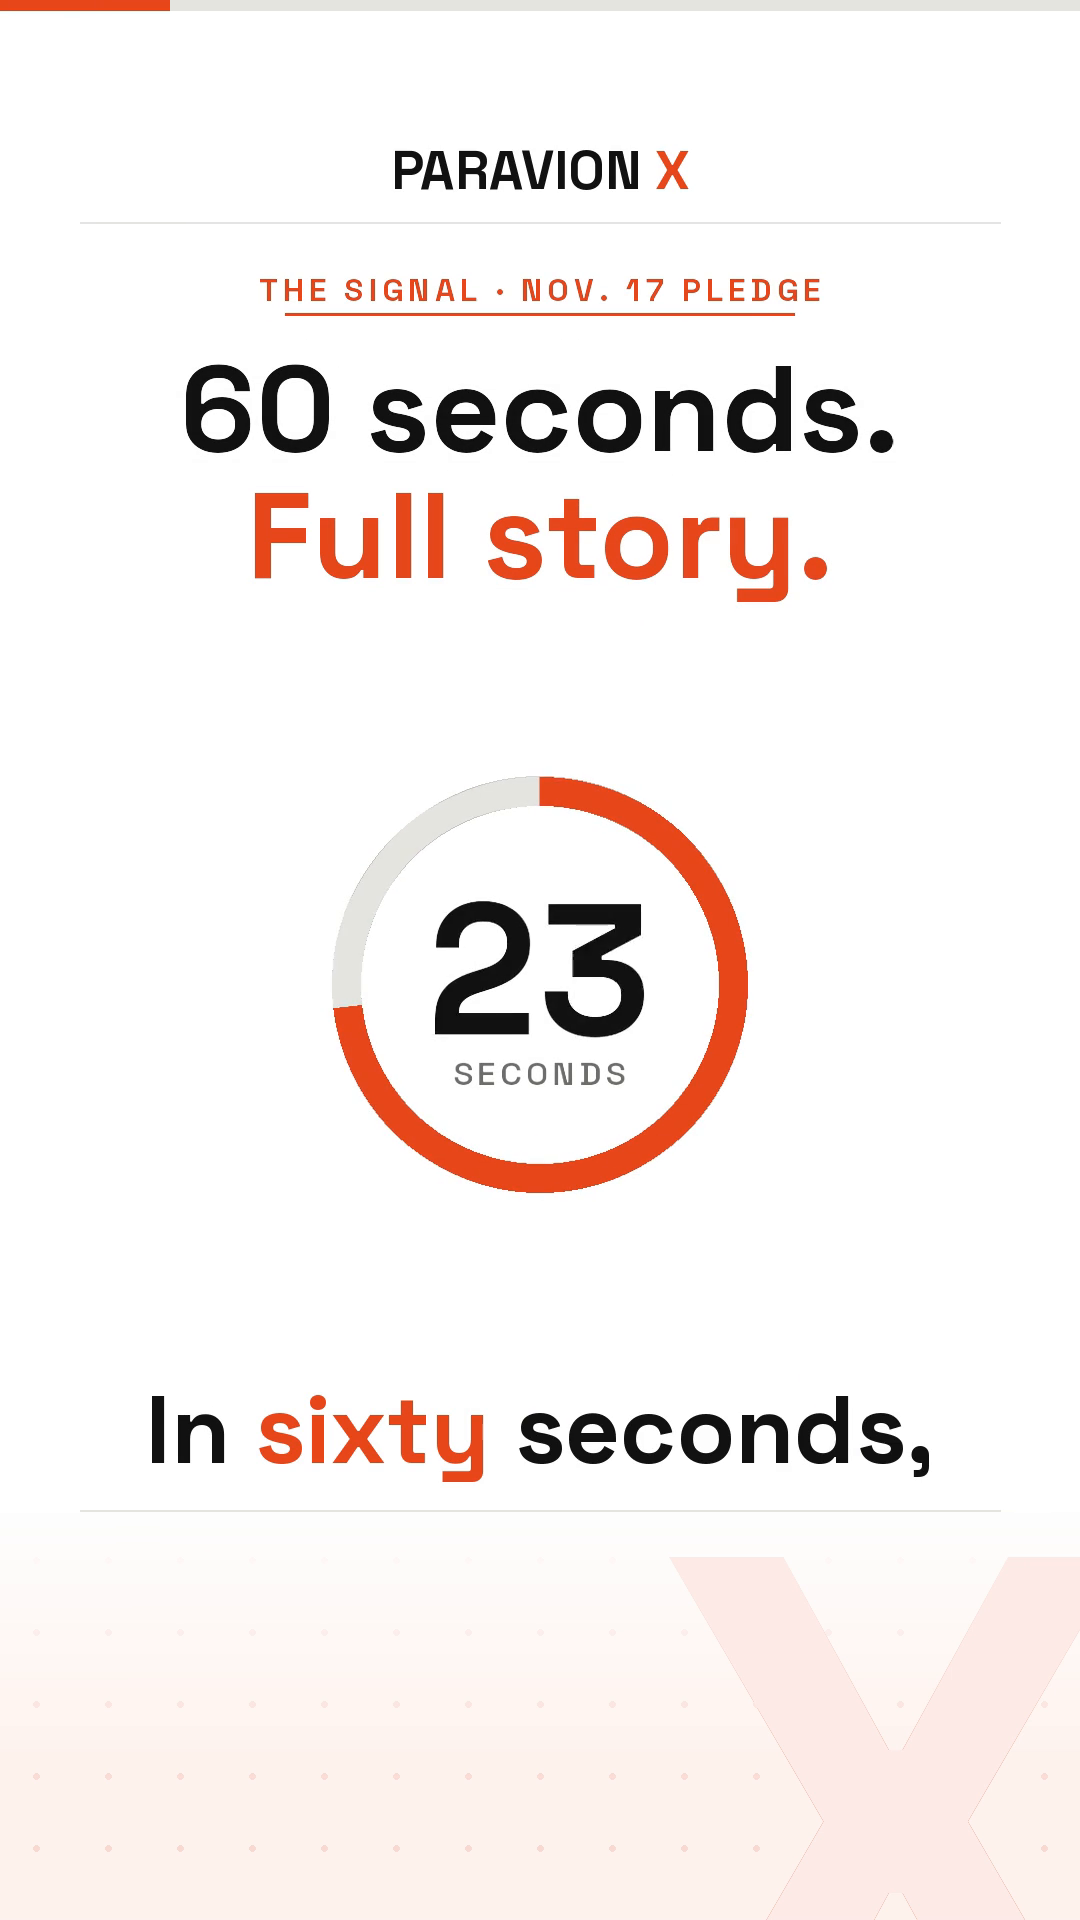 PARAVION X
THE SIGNAL · NOV. 17 PLEDGE
60 seconds.
Full story.
23
SECONDS
In sixty seconds,
X